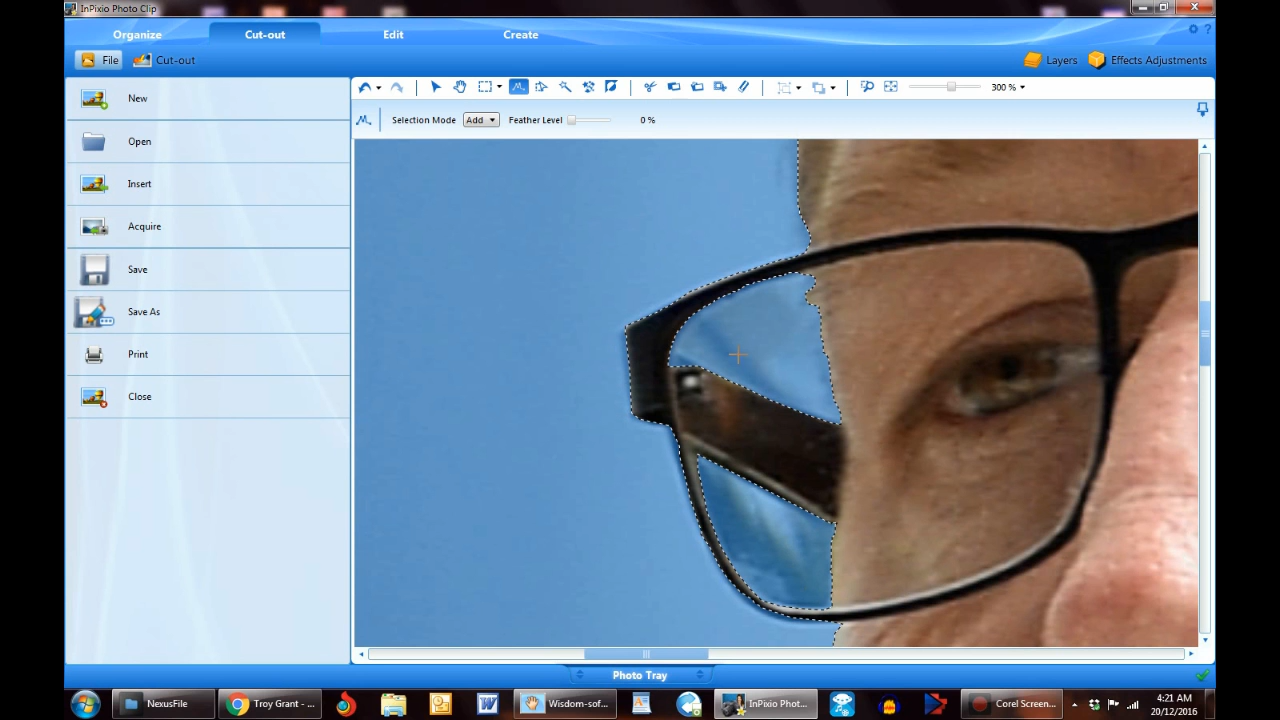 InPixio Photo Clip
Organize Cut-out Edit Create
File Cut-out Layers Effects Adjustments
300 %
Selection Mode Add Feather Level 0 %
New
Open
Insert
Acquire
Save
Save As
Print
Close
Photo Tray
NexusFile Troy Grant - ... Wisdom-sof... InPixio Phot... Corel Screen...
4:21 AM
20/12/2016